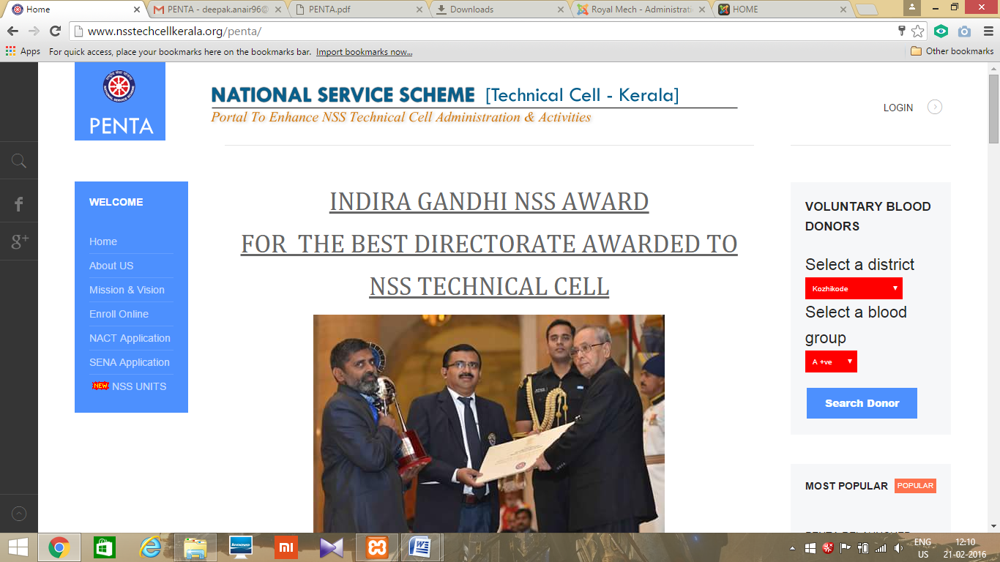 Home
PENTA - deepak.anair96@
PENTA.pdf
Downloads
Royal Mech - Administrati
HOME
www.nsstechcellkerala.org/penta/
Apps
For quick access, place your bookmarks here on the bookmarks bar. Import bookmarks now...
Other bookmarks
PENTA
NATIONAL SERVICE SCHEME [Technical Cell - Kerala]
Portal To Enhance NSS Technical Cell Administration & Activities
LOGIN
WELCOME
Home
About US
Mission & Vision
Enroll Online
NACT Application
SENA Application
NEW NSS UNITS
INDIRA GANDHI NSS AWARD
FOR THE BEST DIRECTORATE AWARDED TO
NSS TECHNICAL CELL
VOLUNTARY BLOOD
DONORS
Select a district
Kozhikode
Select a blood
group
A +ve
Search Donor
MOST POPULAR POPULAR
lenovo
mi
ENG
US
12:10
21-02-2016